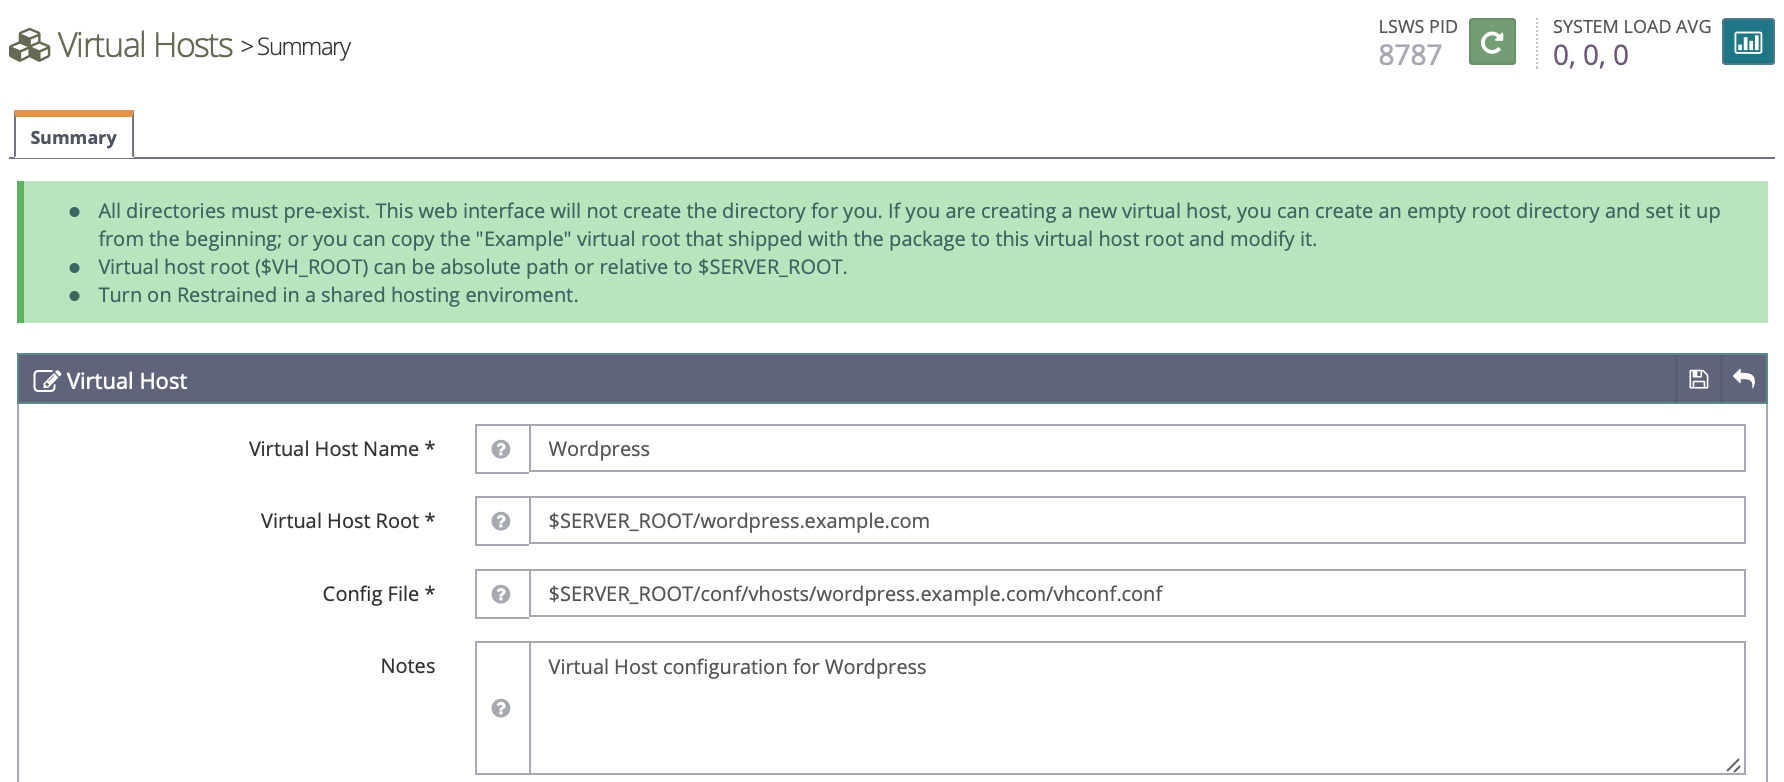 Virtual Hosts > Summary
LSWS PID
8787
SYSTEM LOAD AVG
0, 0, 0
Summary
All directories must pre-exist. This web interface will not create the directory for you. If you are creating a new virtual host, you can create an empty root directory and set it up
from the beginning; or you can copy the "Example" virtual root that shipped with the package to this virtual host root and modify it.
Virtual host root ($VH_ROOT) can be absolute path or relative to $SERVER_ROOT.
Turn on Restrained in a shared hosting enviroment.
Virtual Host
Virtual Host Name * Wordpress
Virtual Host Root * $SERVER_ROOT/wordpress.example.com
Config File * $SERVER_ROOT/conf/vhosts/wordpress.example.com/vhconf.conf
Notes Virtual Host configuration for Wordpress